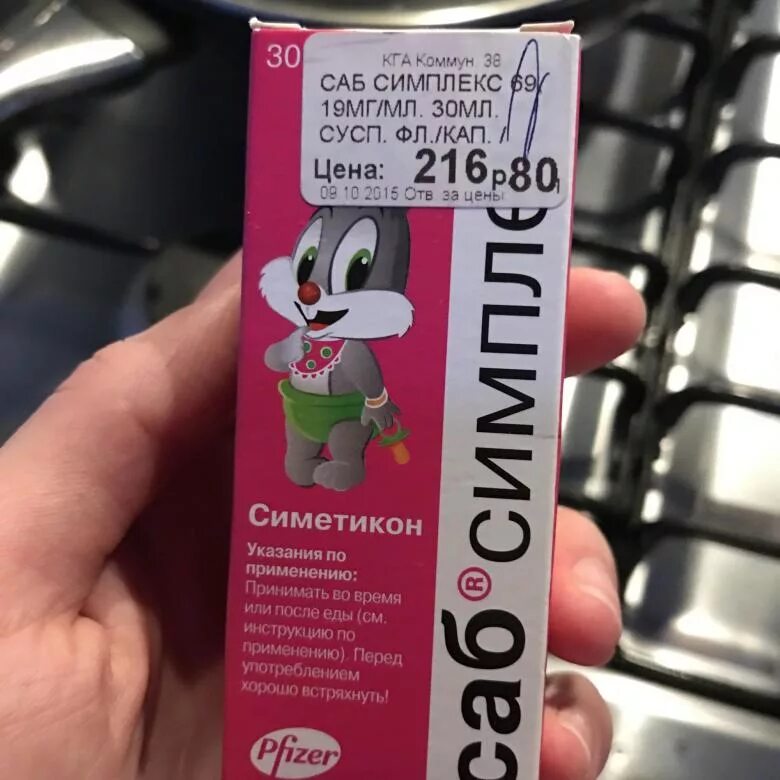 30
КГА Коммун. 38
САБ СИМПЛЕКС 69,
19МГ/МЛ. 30МЛ.
СУСП. ФЛ./КАП. /
Цена: 216р80
09 10 2015 Отв за цены
Симетикон
Указания по
применению:
Принимать во время
или после еды (см.
инструкцию по
применению). Перед
употреблением
хорошо встряхнуть!
Pfizer
саб® симпле